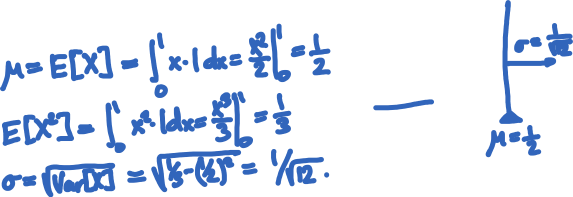 μ = E[X] = ∫₀¹ x·1 dx = x²/2 |₀¹ = 1/2
E[X²] = ∫₀¹ x²·1 dx = x³/3 |₀¹ = 1/3
σ = √Var[X] = √(1/3 - (1/2)²) = 1/√12.
σ = 1/√12
μ = 1/2